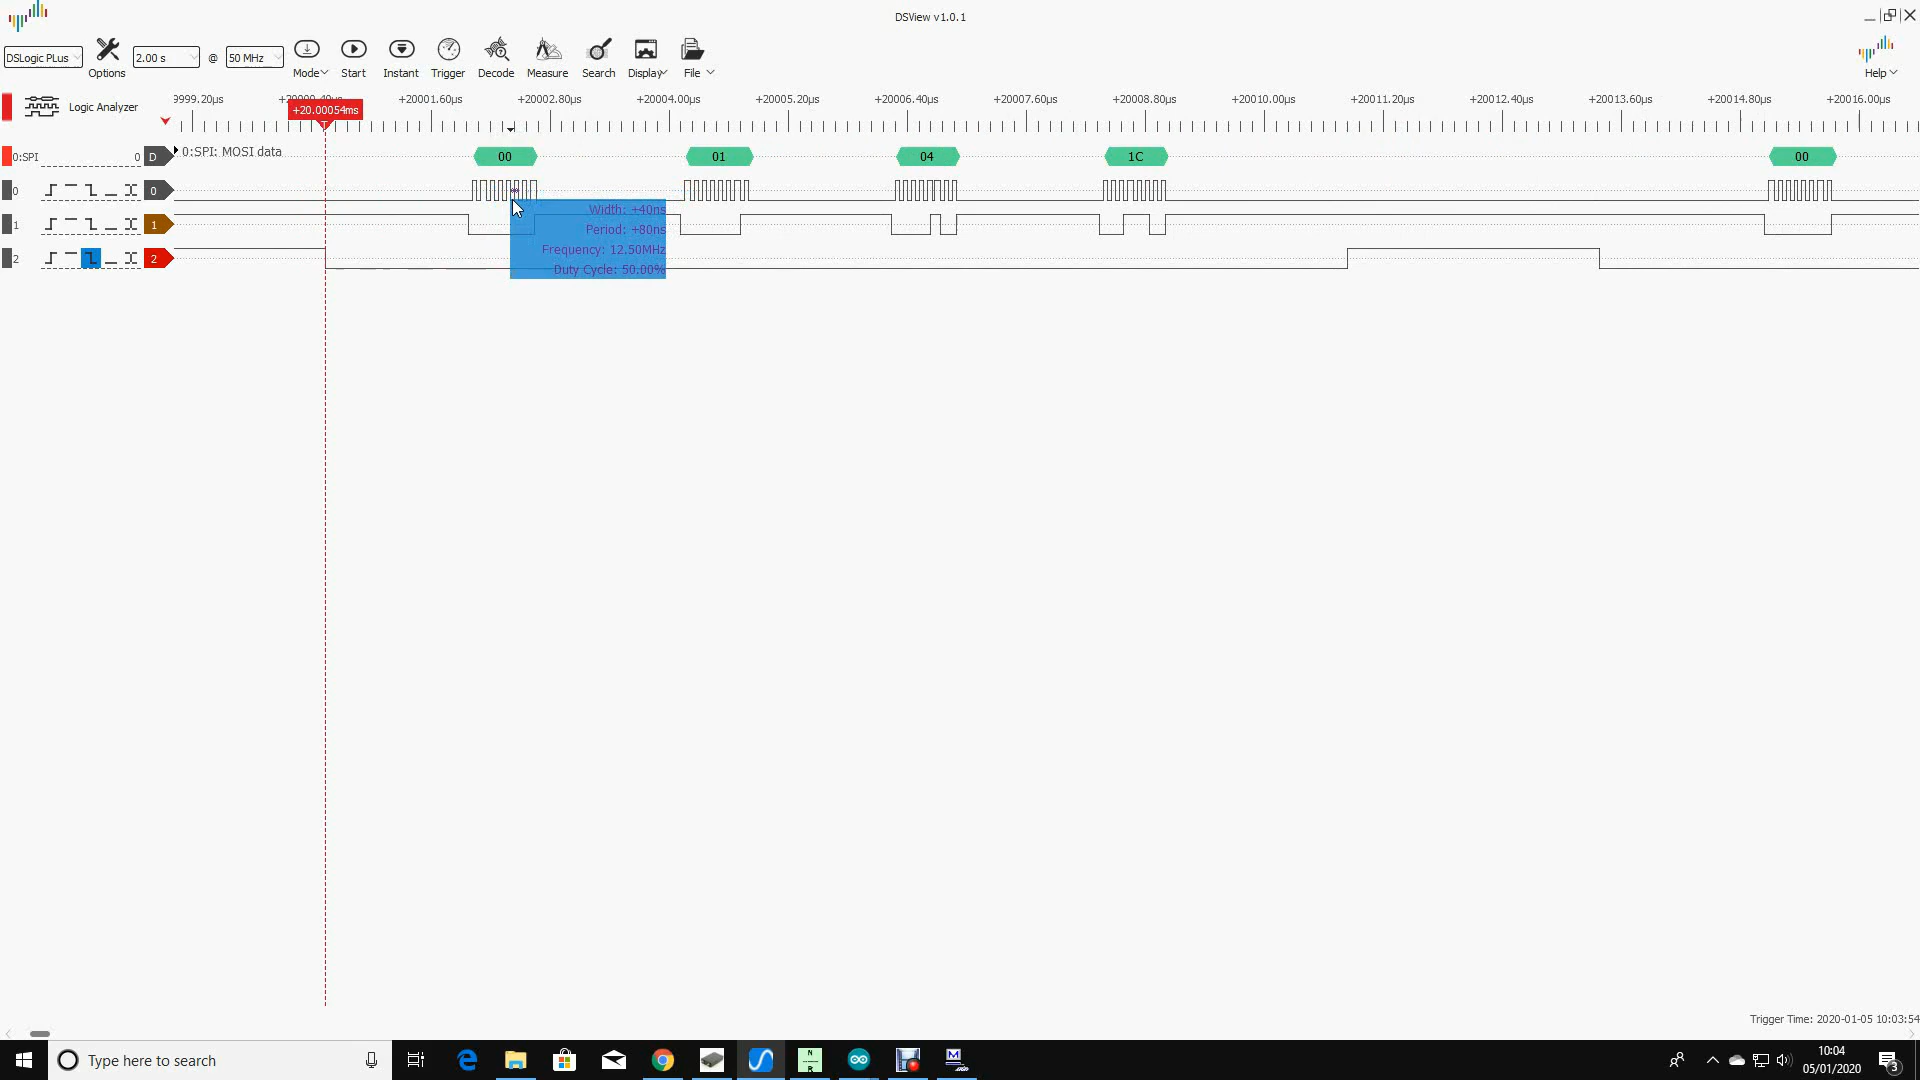 DSView v1.0.1
DSLogic PLus
Options
2.00 s
@
50 MHz
Mode
Start
Instant
Trigger
Decode
Measure
Search
Display
File
Help
Logic Analyzer
9999.20µs +20000.40µs +20001.60µs +20002.80µs +20004.00µs +20005.20µs +20006.40µs +20007.60µs +20008.80µs +20010.00µs +20011.20µs +20012.40µs +20013.60µs +20014.80µs +20016.00µs
+20.00054ms
T
0:SPI 0 D 0:SPI: MOSI data 00 01 04 1C 00
0 0
1 1
2 2
Width: +40ns
Period: +80ns
Frequency: 12.50MHz
Duty Cycle: 50.00%
Trigger Time: 2020-01-05 10:03:54
Type here to search
N
R
M
10:04
05/01/2020
3